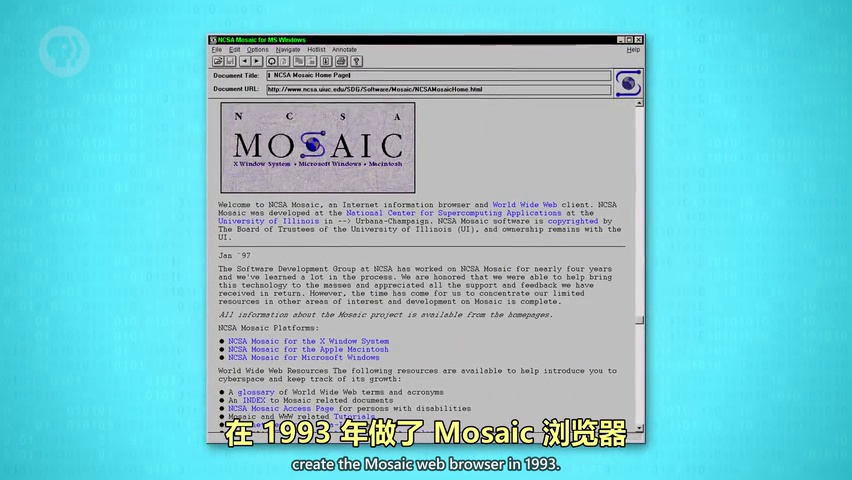 NCSA Mosaic for MS Windows
File Edit Options Navigate Hotlist Annotate Help
Document Title: NCSA Mosaic Home Page
Document URL: http://www.ncsa.uiuc.edu/SDG/Software/Mosaic/NCSAMosaicHome.html
N C S A
MOSAIC
X Window System • Microsoft Windows • Macintosh
Welcome to NCSA Mosaic, an Internet information browser and World Wide Web client. NCSA
Mosaic was developed at the National Center for Supercomputing Applications at the
University of Illinois in --> Urbana-Champaign. NCSA Mosaic software is copyrighted by
The Board of Trustees of the University of Illinois (UI), and ownership remains with the
UI.
Jan '97
The Software Development Group at NCSA has worked on NCSA Mosaic for nearly four years
and we've learned a lot in the process. We are honored that we were able to help bring
this technology to the masses and appreciated all the support and feedback we have
received in return. However, the time has come for us to concentrate our limited
resources in other areas of interest and development on Mosaic is complete.
All information about the Mosaic project is available from the homepages.
NCSA Mosaic Platforms:
● NCSA Mosaic for the X Window System
● NCSA Mosaic for the Apple Macintosh
● NCSA Mosaic for Microsoft Windows
World Wide Web Resources The following resources are available to help introduce you to
cyberspace and keep track of its growth:
● A glossary of World Wide Web terms and acronyms
● An INDEX to Mosaic related documents
● NCSA Mosaic Access Page for persons with disabilities
● Mosaic and WWW related Tutorials
在 1993 年做了 Mosaic 浏览器
create the Mosaic web browser in 1993.